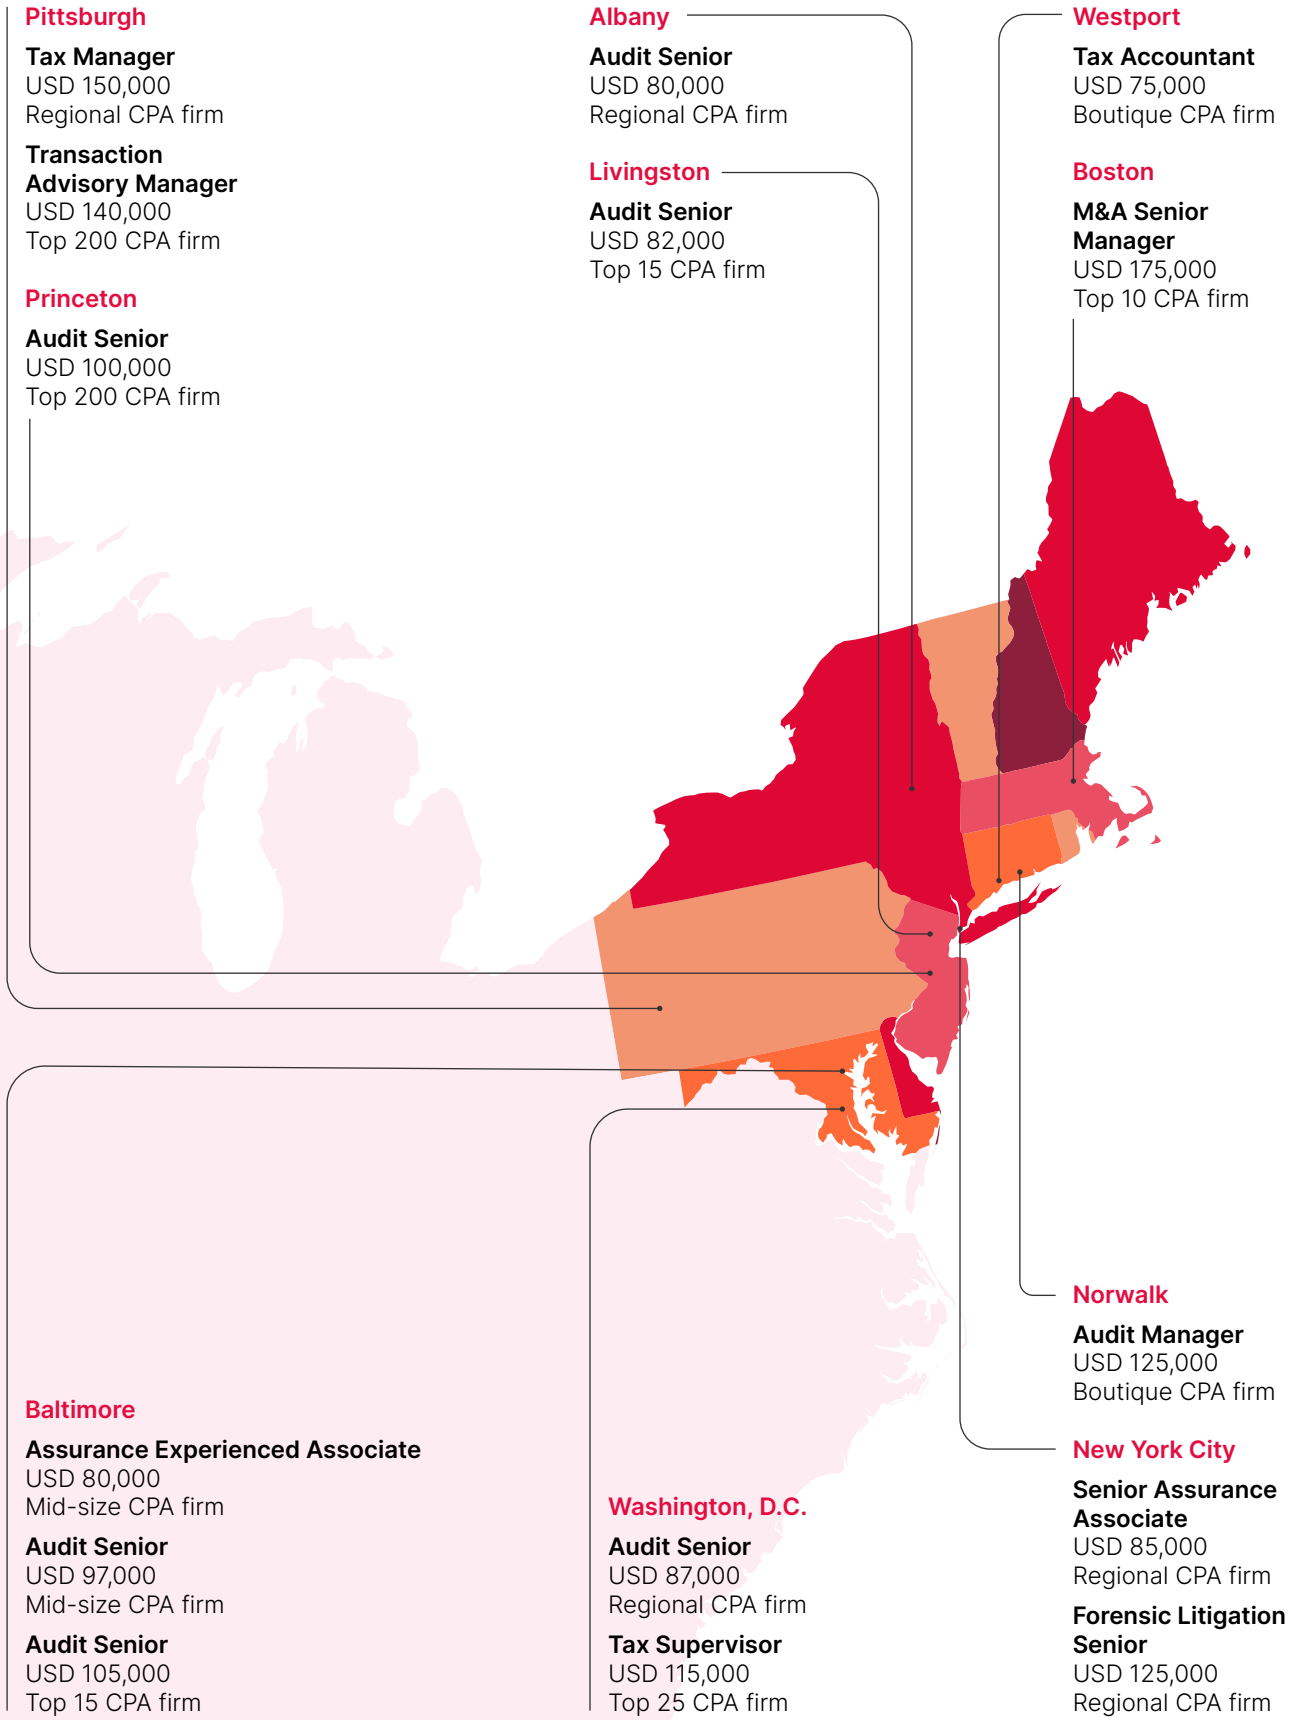 Pittsburgh
Tax Manager
USD 150,000
Regional CPA firm
Transaction
Advisory Manager
USD 140,000
Top 200 CPA firm
Princeton
Audit Senior
USD 100,000
Top 200 CPA firm
Albany
Audit Senior
USD 80,000
Regional CPA firm
Livingston
Audit Senior
USD 82,000
Top 15 CPA firm
Westport
Tax Accountant
USD 75,000
Boutique CPA firm
Boston
M&A Senior
Manager
USD 175,000
Top 10 CPA firm
Baltimore
Assurance Experienced Associate
USD 80,000
Mid-size CPA firm
Audit Senior
USD 97,000
Mid-size CPA firm
Audit Senior
USD 105,000
Top 15 CPA firm
Washington, D.C.
Audit Senior
USD 87,000
Regional CPA firm
Tax Supervisor
USD 115,000
Top 25 CPA firm
Norwalk
Audit Manager
USD 125,000
Boutique CPA firm
New York City
Senior Assurance
Associate
USD 85,000
Regional CPA firm
Forensic Litigation
Senior
USD 125,000
Regional CPA firm